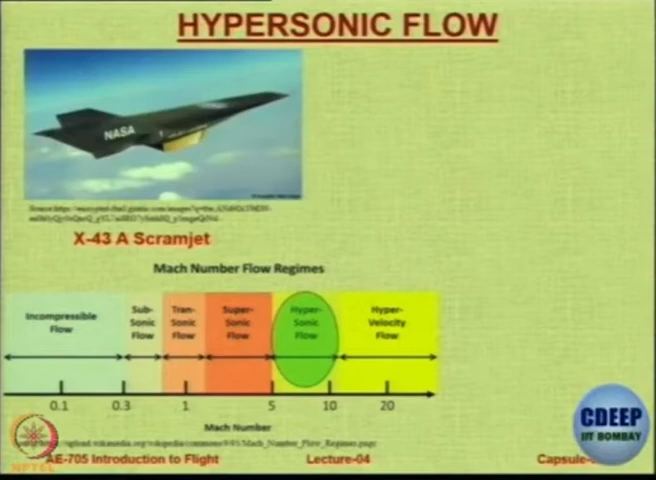 HYPERSONIC FLOW
NASA
X-43 A Scramjet
Mach Number Flow Regimes
Incompressible
Flow
Sub-
Sonic
Flow
Tran-
Sonic
Flow
Super-
Sonic
Flow
Hyper-
Sonic
Flow
Hyper-
Velocity
Flow
0.1 0.3 1 5 10 20
Mach Number
AE-705 Introduction to Flight Lecture-04
CDEEP
IIT BOMBAY
NPTEL